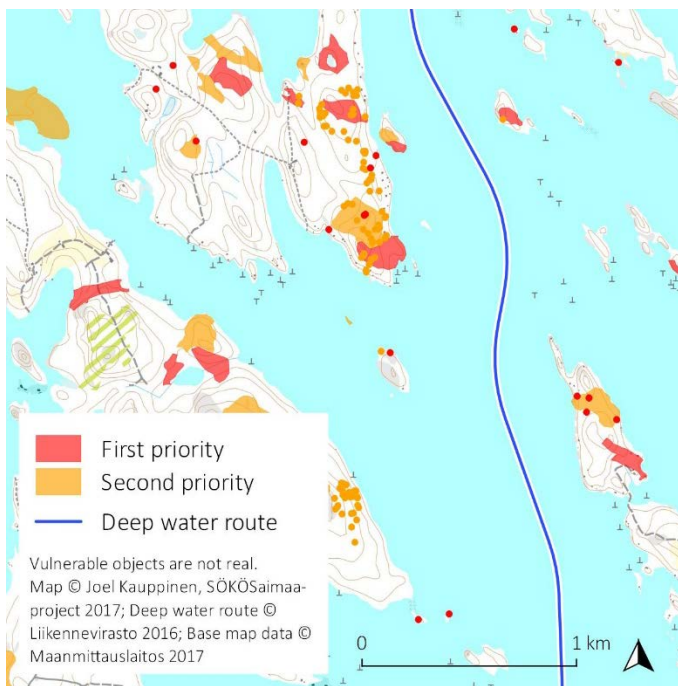 First priority
Second priority
Deep water route
Vulnerable objects are not real.
Map © Joel Kauppinen, SÖKÖSaimaa-
project 2017; Deep water route ©
Liikennevirasto 2016; Base map data ©
Maanmittauslaitos 2017
0 1 km